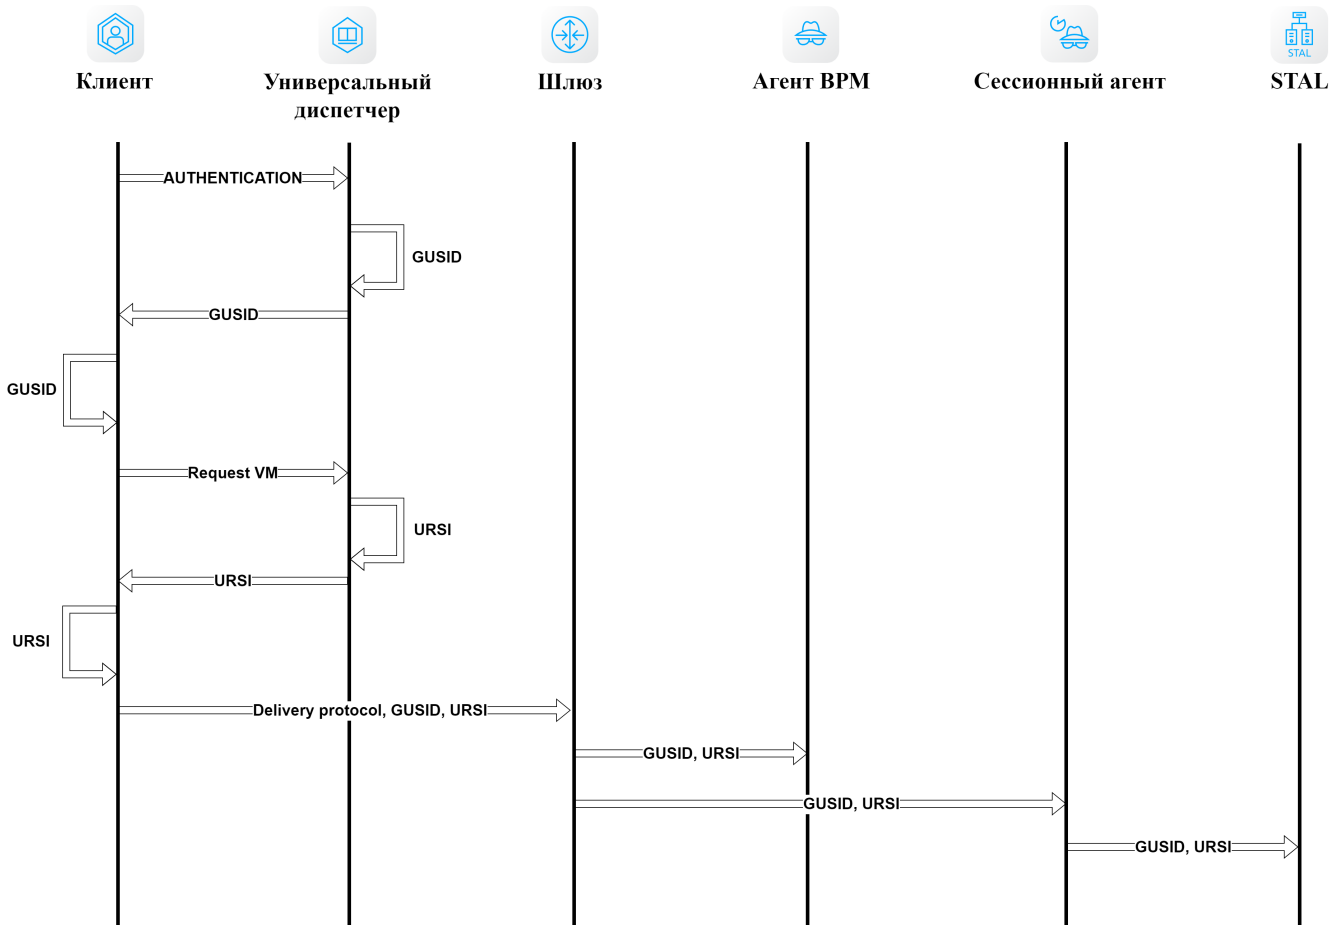 STAL
Клиент
Универсальный
диспетчер
Шлюз
Агент ВРМ
Сессионный агент
STAL
AUTHENTICATION
GUSID
GUSID
GUSID
Request VM
URSI
URSI
URSI
Delivery protocol, GUSID, URSI
GUSID, URSI
GUSID, URSI
GUSID, URSI